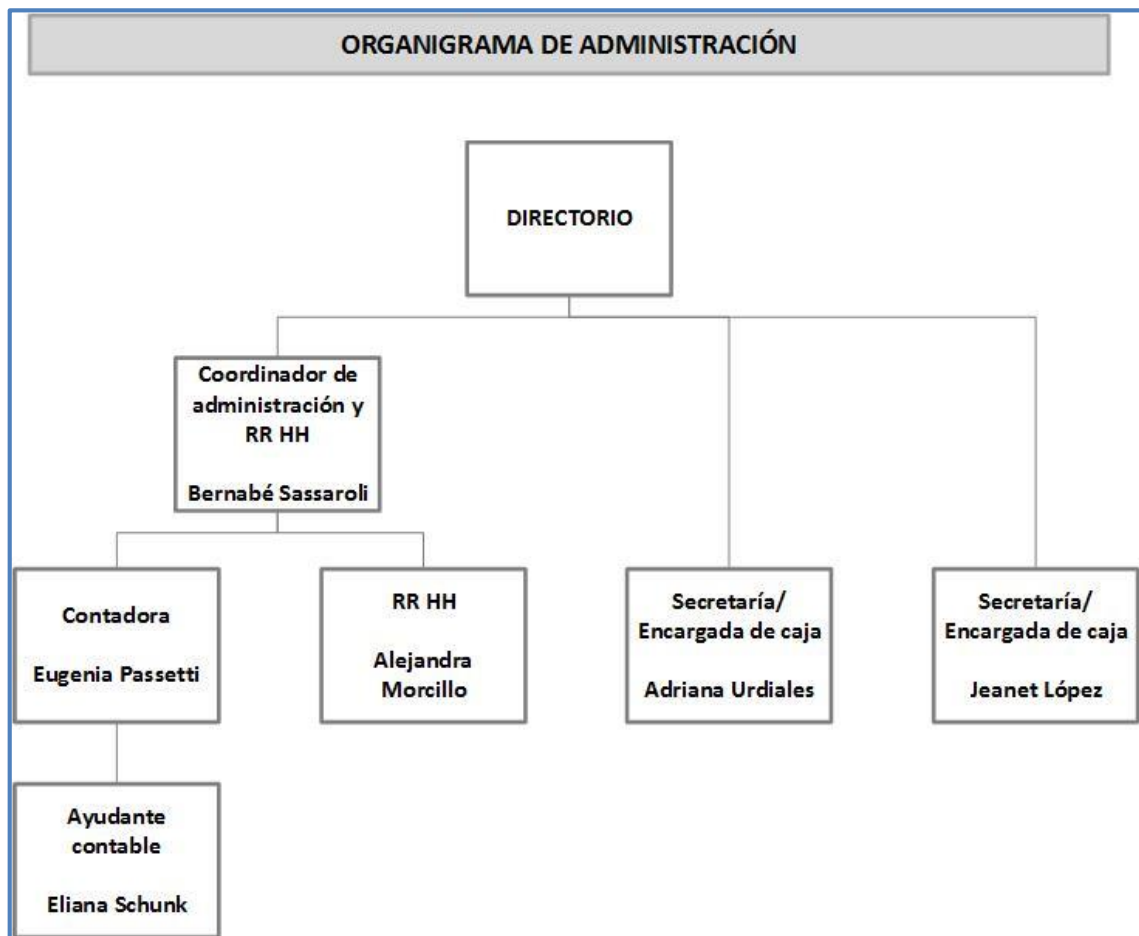 ORGANIGRAMA DE ADMINISTRACIÓN
DIRECTORIO
Coordinador de
administración y
RR HH
Bernabé Sassaroli
Contadora
Eugenia Passetti
RR HH
Alejandra
Morcillo
Secretaría/
Encargada de caja
Adriana Urdiales
Secretaría/
Encargada de caja
Jeanet López
Ayudante
contable
Eliana Schunk